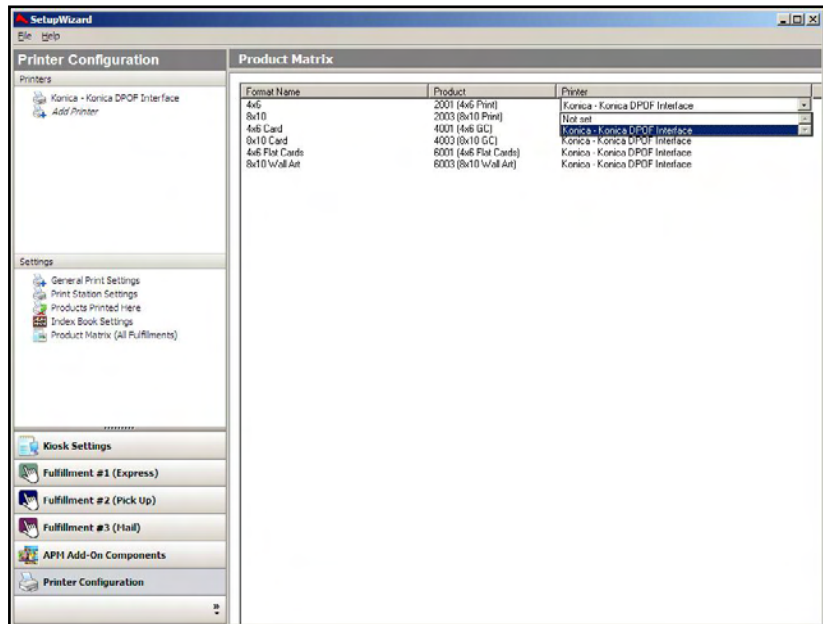 SetupWizard
File Help
Printer Configuration
Product Matrix
Printers
Konica - Konica DPOF Interface
Add Printer
Settings
General Print Settings
Print Station Settings
Products Printed Here
Index Book Settings
Product Matrix (All Fulfilments)
Kiosk Settings
Fulfillment #1 (Express)
Fulfillment #2 (Pick Up)
Fulfillment #3 (Mail)
APM Add-On Components
Printer Configuration
Format Name Product Printer
4x6 2001 (4x6 Print) Konica - Konica DPOF Interface
8x10 2003 (8x10 Print) Not set
4x6 Card 4001 (4x6 GC) Konica - Konica DPOF Interface
8x10 Card 4003 (8x10 GC) Konica - Konica DPOF Interface
4x6 Flat Cards 6001 (4x6 Flat Cards) Konica - Konica DPOF Interface
8x10 Wall Art 6003 (8x10 Wall Art) Konica - Konica DPOF Interface